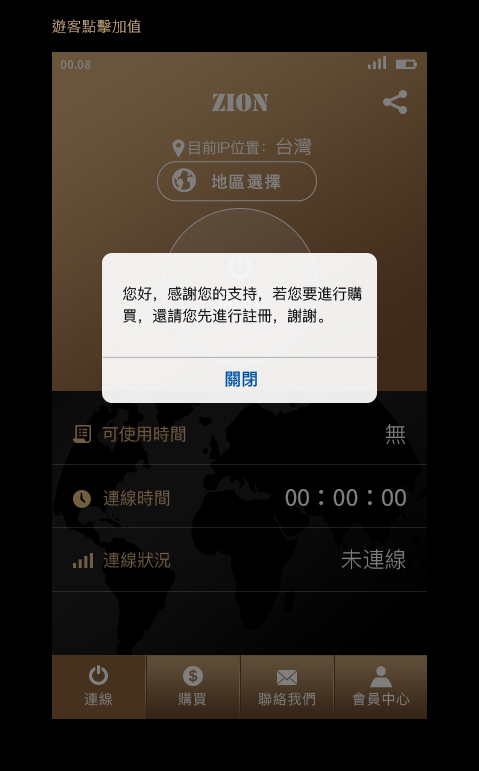 遊客點擊加值
00.08
ZION
目前IP位置：台灣
地區選擇
您好，感謝您的支持，若您要進行購
買，還請您先進行註冊，謝謝。
關閉
可使用時間 無
連線時間 00：00：00
連線狀況 未連線
連線 購買 聯絡我們 會員中心